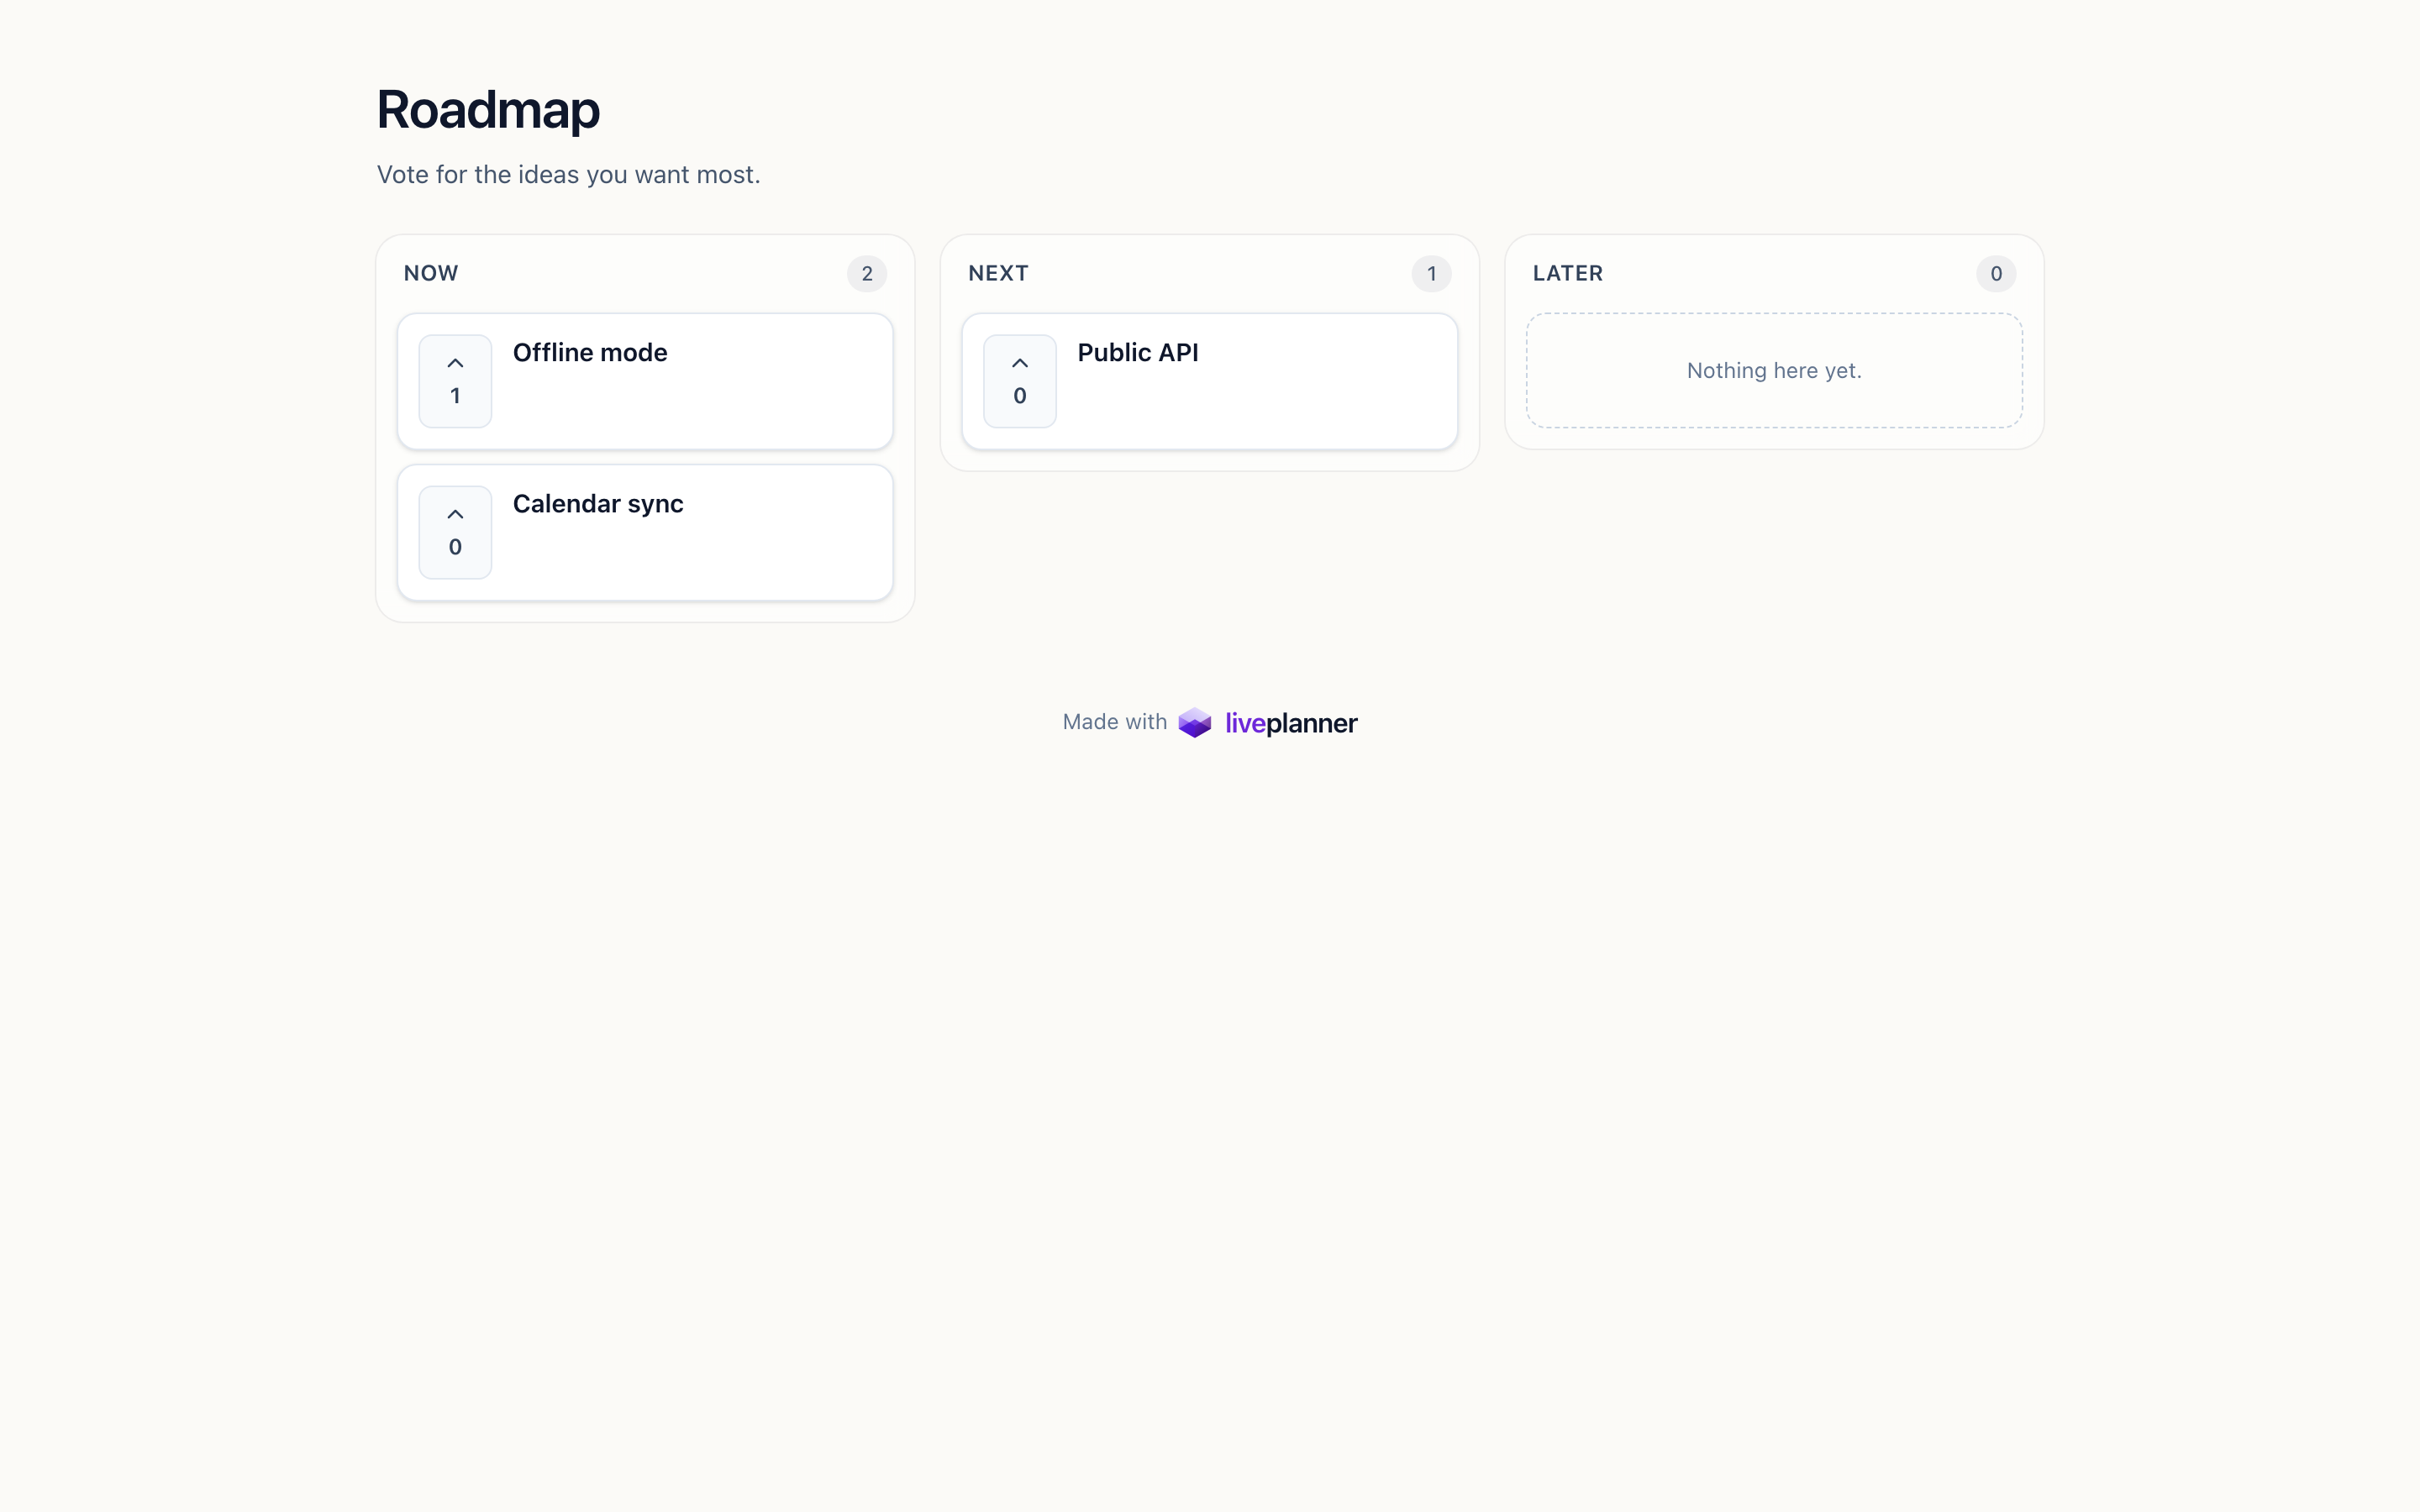 Roadmap
Vote for the ideas you want most.
NOW 2
Offline mode
1
Calendar sync
0
NEXT 1
Public API
0
LATER 0
Nothing here yet.
Made with liveplanner